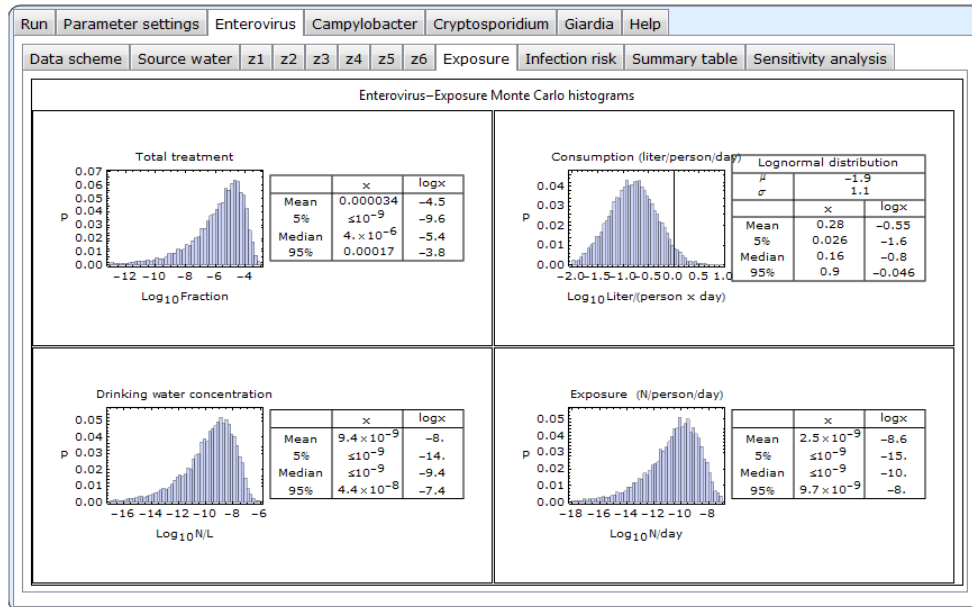 Run Parameter settings Enterovirus Campylobacter Cryptosporidium Giardia Help
Data scheme Source water z1 z2 z3 z4 z5 z6 Exposure Infection risk Summary table Sensitivity analysis
Enterovirus–Exposure Monte Carlo histograms
Total treatment
P
0.07
0.06
0.05
0.04
0.03
0.02
0.01
0.00
−12 −10 −8 −6 −4
Log10Fraction
x logx
Mean 0.000034 −4.5
5% ≤10^-9 −9.6
Median 4.×10^-6 −5.4
95% 0.00017 −3.8
Consumption (liter/person/day)
P
0.04
0.03
0.02
0.01
0.00
−2.0−1.5−1.0−0.5 0.0 0.5 1.0
Log10Liter/(person x day)
Lognormal distribution
μ −1.9
σ 1.1
x logx
Mean 0.28 −0.55
5% 0.026 −1.6
Median 0.16 −0.8
95% 0.9 −0.046
Drinking water concentration
P
0.05
0.04
0.03
0.02
0.01
0.00
−16 −14 −12 −10 −8 −6
Log10N/L
x logx
Mean 9.4×10^-9 −8.
5% ≤10^-9 −14.
Median ≤10^-9 −9.4
95% 4.4×10^-8 −7.4
Exposure (N/person/day)
P
0.05
0.04
0.03
0.02
0.01
0.00
−18 −16 −14 −12 −10 −8
Log10N/day
x logx
Mean 2.5×10^-9 −8.6
5% ≤10^-9 −15.
Median ≤10^-9 −10.
95% 9.7×10^-9 −8.